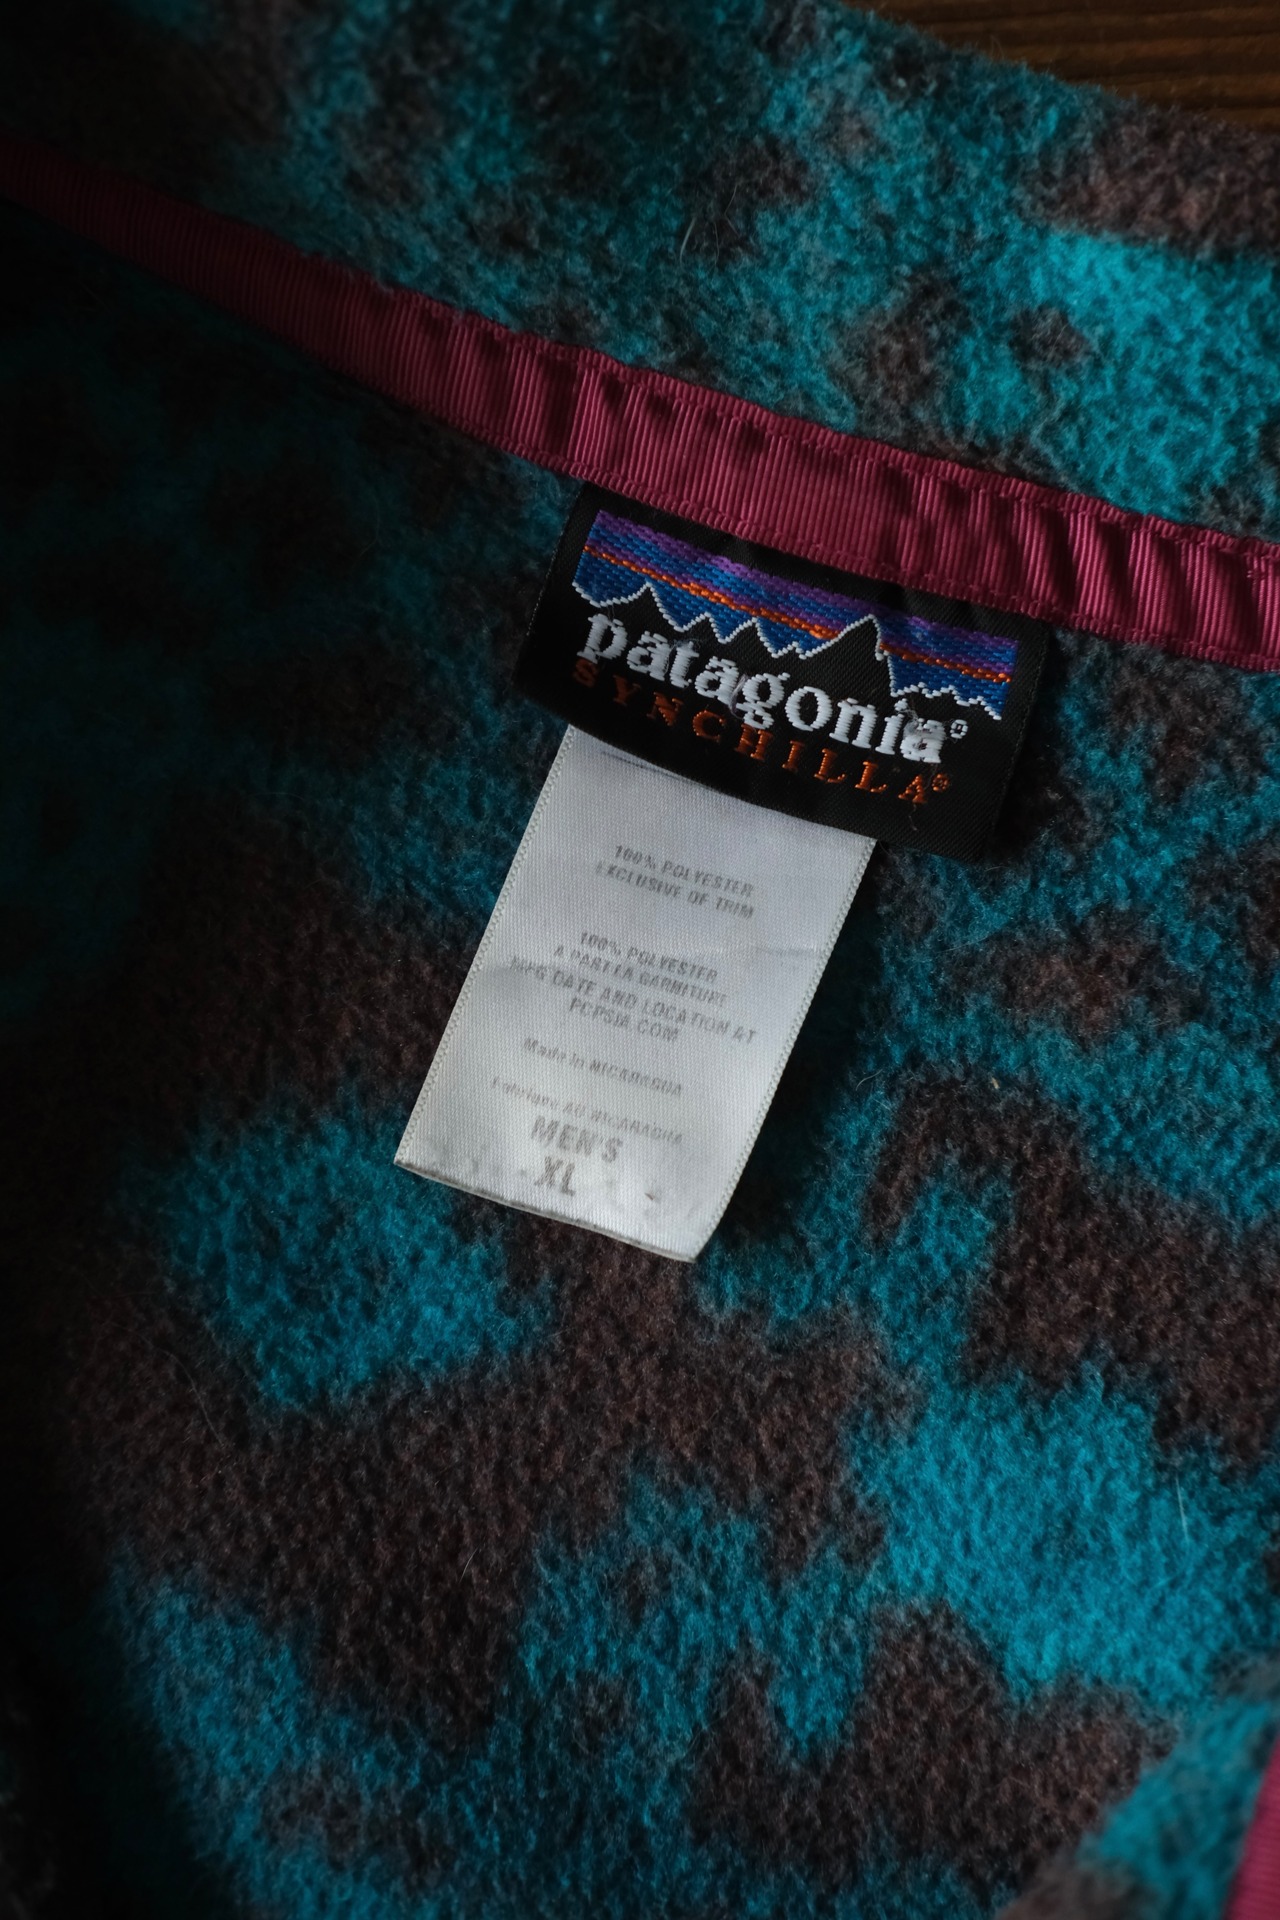 patagonia®
SYNCHILLA®
100% POLYESTER
EXCLUSIVE OF TRIM
100% POLYESTER
A PART LA GARNITURE
MFG DATE AND LOCATION AT
PCPSIA.COM
Made in NICARAGUA
Fabrique AU NICARAGUA
MEN'S
XL